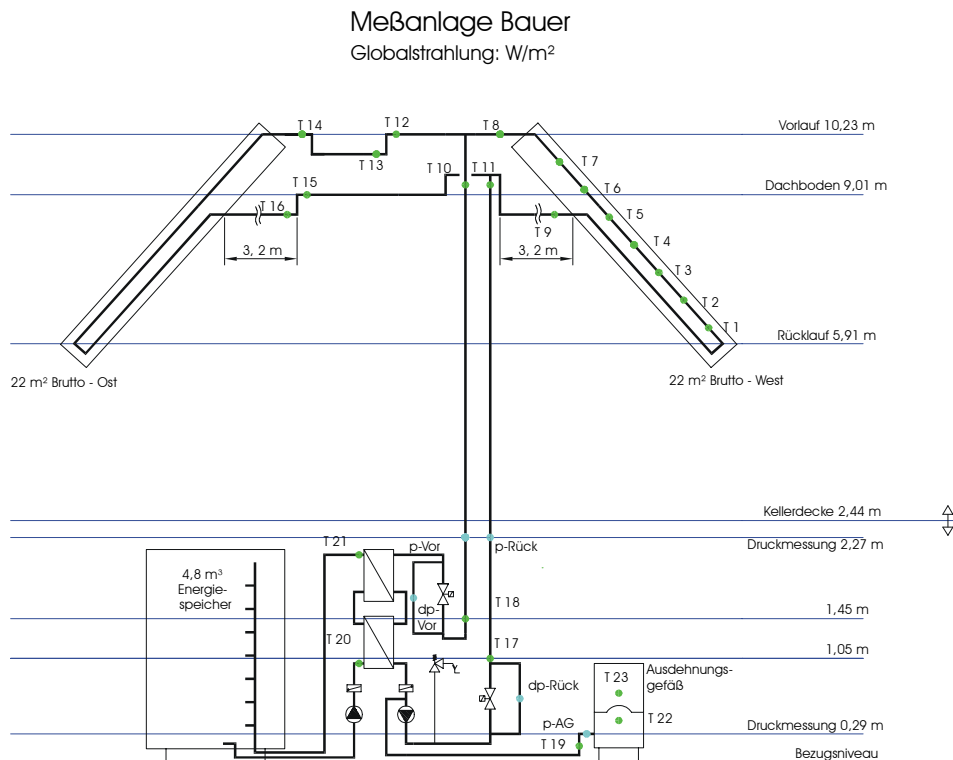 Meßanlage Bauer
Globalstrahlung: W/m²
T 14
T 12
T 8
Vorlauf 10,23 m
T 13
T 10
T 11
T 7
T 15
T 6
Dachboden 9,01 m
T 16
T 5
T 9
3, 2 m
3, 2 m
T 4
T 3
T 2
T 1
Rücklauf 5,91 m
22 m² Brutto - Ost
22 m² Brutto - West
Kellerdecke 2,44 m
T 21
p-Vor
p-Rück
Druckmessung 2,27 m
4,8 m³
Energie-
speicher
dp-
Vor
T 18
1,45 m
T 20
T 17
1,05 m
Ausdehnungs-
gefäß
T 23
dp-Rück
p-AG
T 22
Druckmessung 0,29 m
T 19
Bezugsniveau